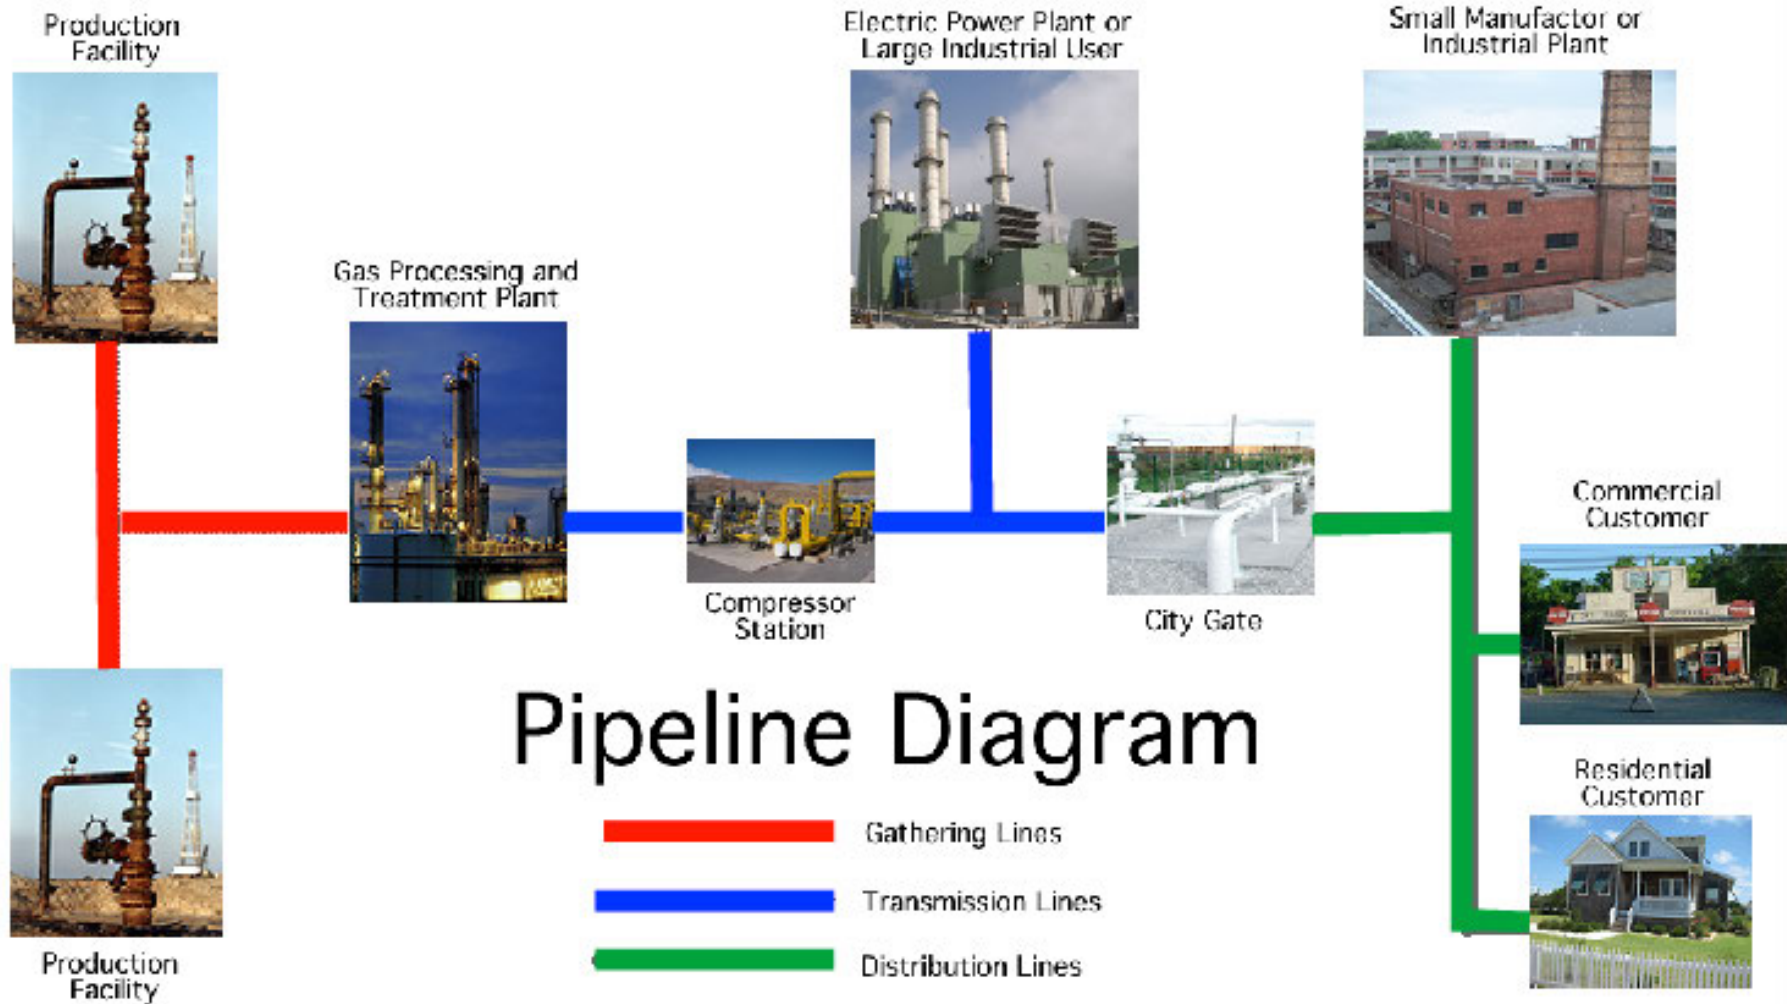 Production
Facility
Electric Power Plant or
Large Industrial User
Small Manufactor or
Industrial Plant
Gas Processing and
Treatment Plant
Commercial
Customer
Compressor
Station
City Gate
Pipeline Diagram
Residential
Customer
Gathering Lines
Transmission Lines
Distribution Lines
Production
Facility